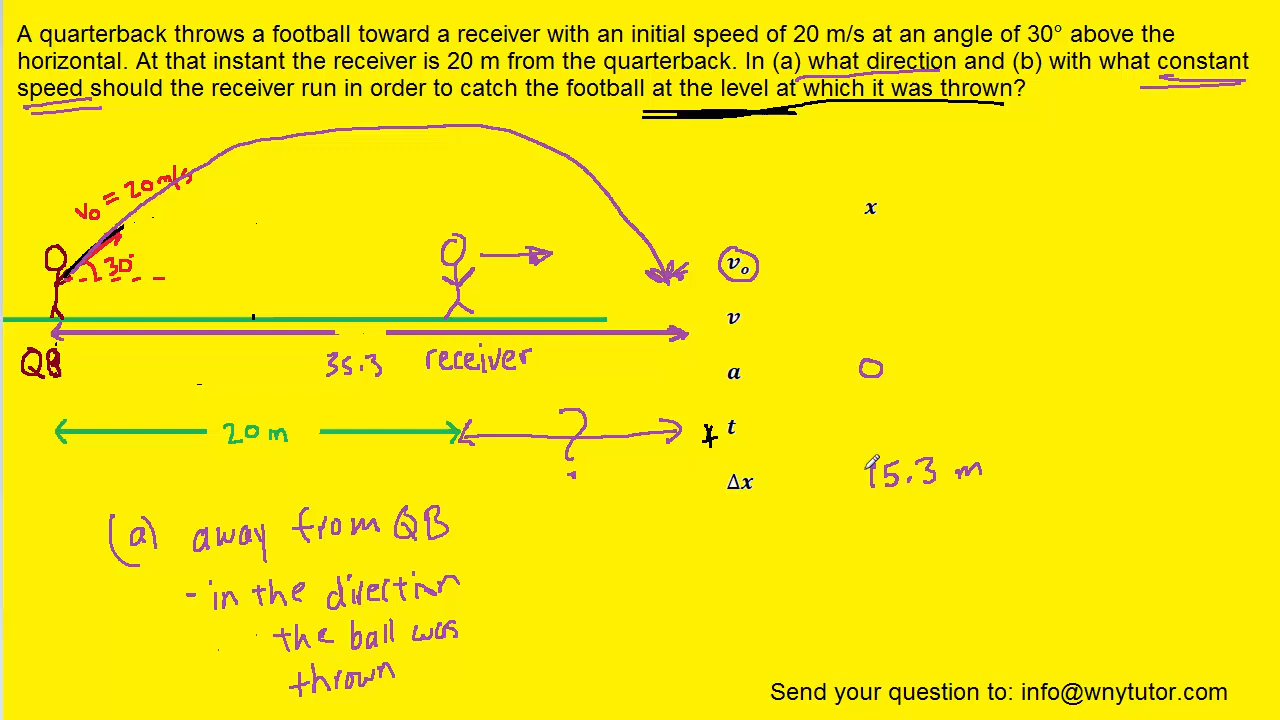 A quarterback throws a football toward a receiver with an initial speed of 20 m/s at an angle of 30° above the
horizontal. At that instant the receiver is 20 m from the quarterback. In (a) what direction and (b) with what constant
speed should the receiver run in order to catch the football at the level at which it was thrown?
v₀ = 20 m/s
30°
x
vₒ
v
a 0
t
Δx 15.3 m
QB
35.3
receiver
20 m
?
(a) away from QB
- in the direction
the ball was
thrown
Send your question to: info@wnytutor.com